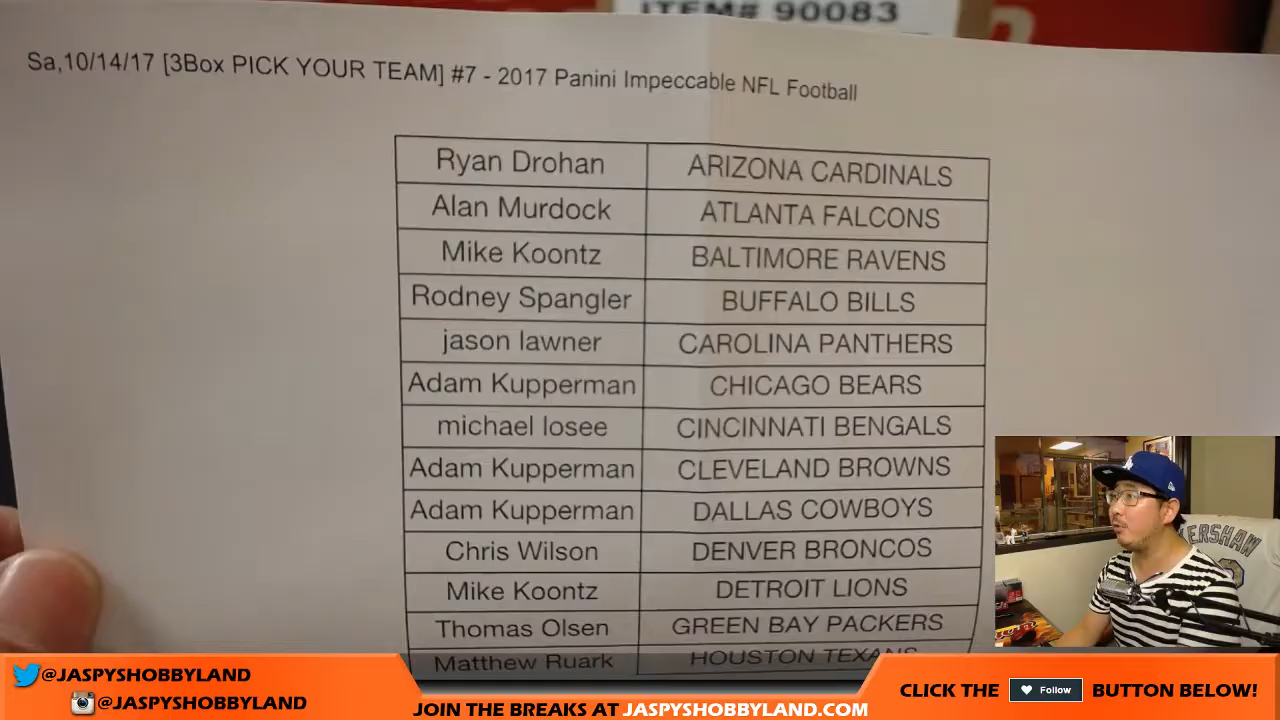 ITEM# 90083
Sa,10/14/17 [3Box PICK YOUR TEAM] #7 - 2017 Panini Impeccable NFL Football
Ryan Drohan ARIZONA CARDINALS
Alan Murdock ATLANTA FALCONS
Mike Koontz BALTIMORE RAVENS
Rodney Spangler BUFFALO BILLS
jason lawner CAROLINA PANTHERS
Adam Kupperman CHICAGO BEARS
michael losee CINCINNATI BENGALS
Adam Kupperman CLEVELAND BROWNS
Adam Kupperman DALLAS COWBOYS
Chris Wilson DENVER BRONCOS
Mike Koontz DETROIT LIONS
Thomas Olsen GREEN BAY PACKERS
Matthew Ruark HOUSTON TEXANS
KERSHAW
@JASPYSHOBBYLAND
@JASPYSHOBBYLAND
JOIN THE BREAKS AT JASPYSHOBBYLAND.COM
CLICK THE Follow BUTTON BELOW!